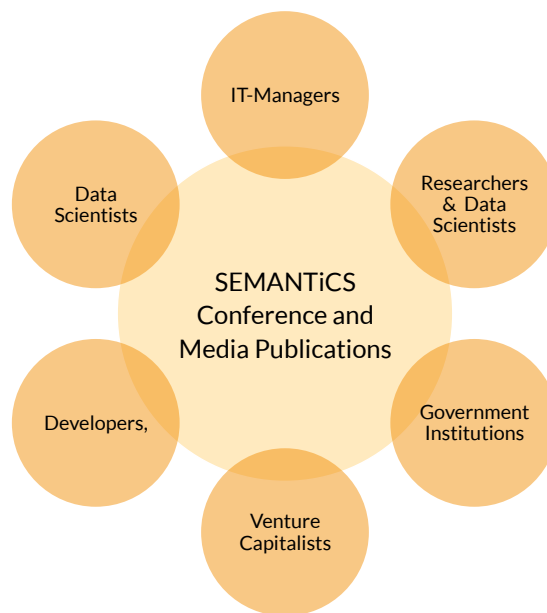 IT-Managers
Data
Scientists
Researchers
& Data
Scientists
SEMANTiCS
Conference and
Media Publications
Developers,
Government
Institutions
Venture
Capitalists